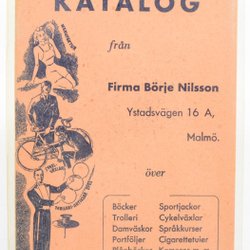 KATALOG
från
Firma Börje Nilsson
Ystadsvägen 16 A,
Malmö.
över
Böcker Sportjackor
Trolleri Cykelväxlar
Damväskor Språkkurser
Portföljer Cigarettetuier